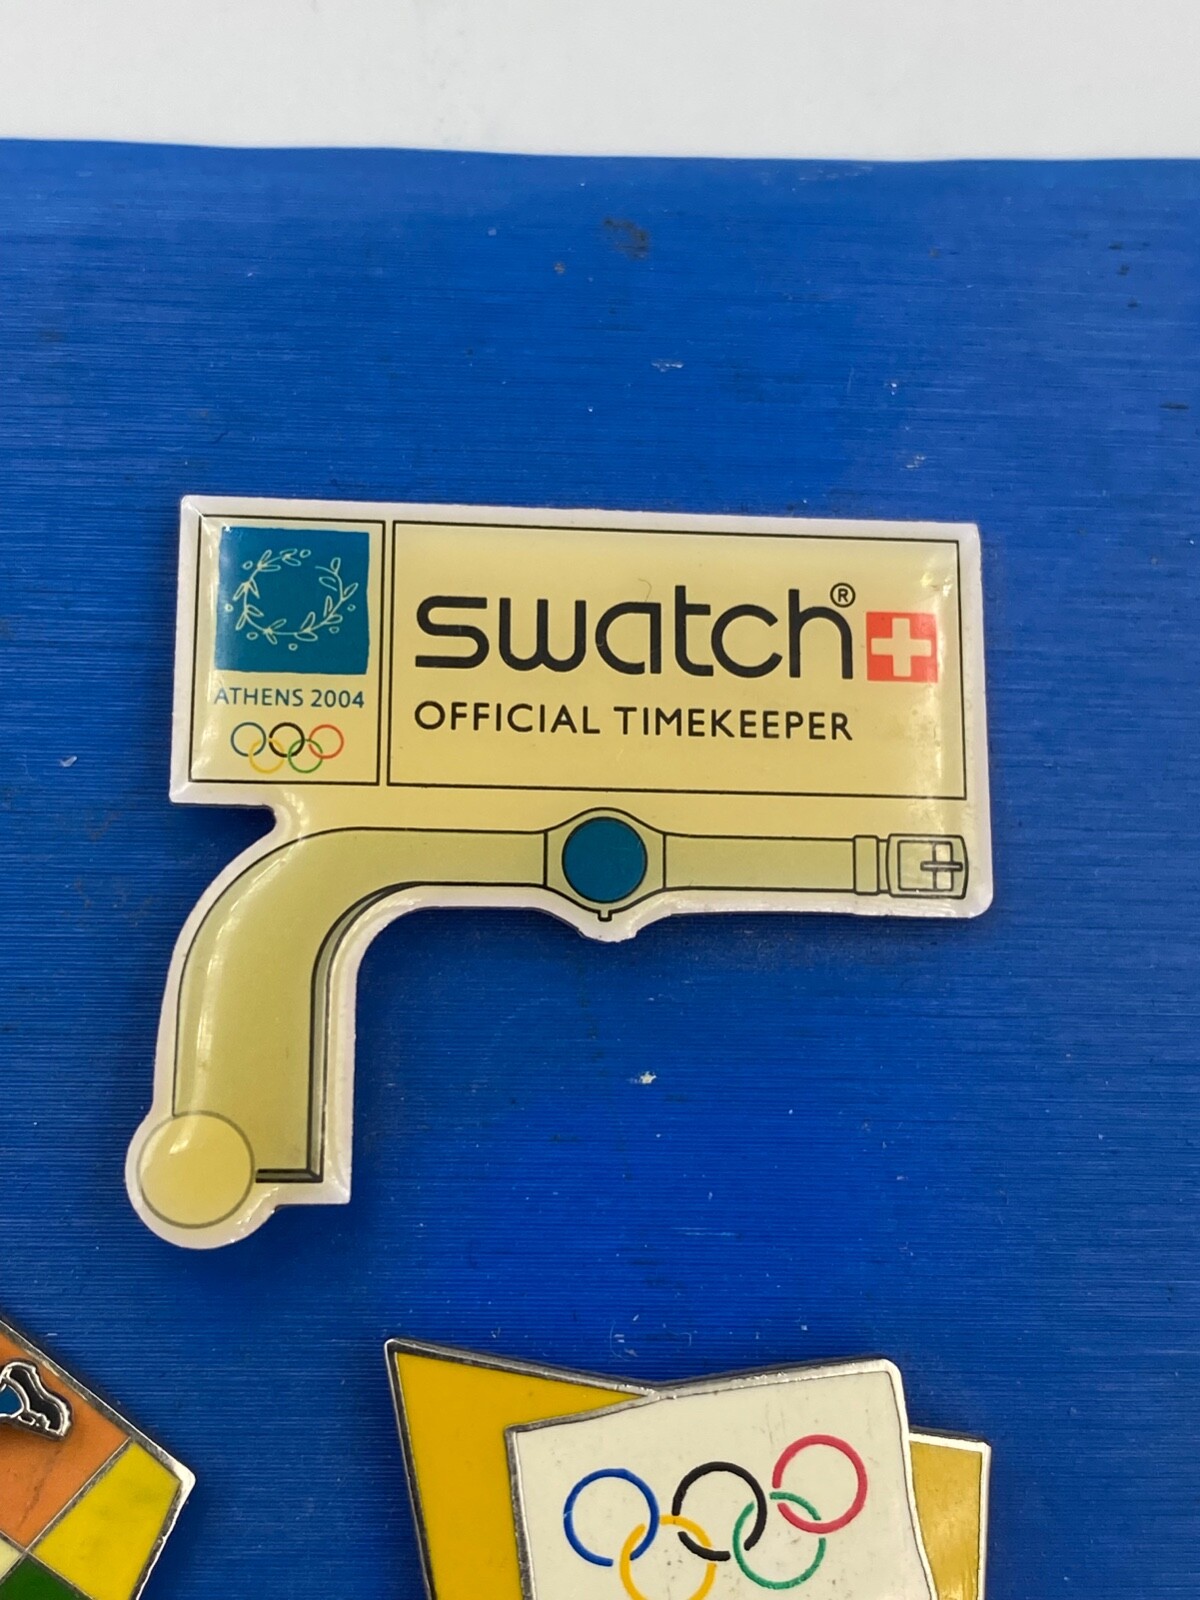 swatch®
OFFICIAL TIMEKEEPER
ATHENS 2004